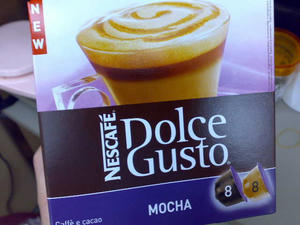 NEW
NESCAFÉ
Dolce
Gusto
MOCHA
8
8
Caffè e cacao